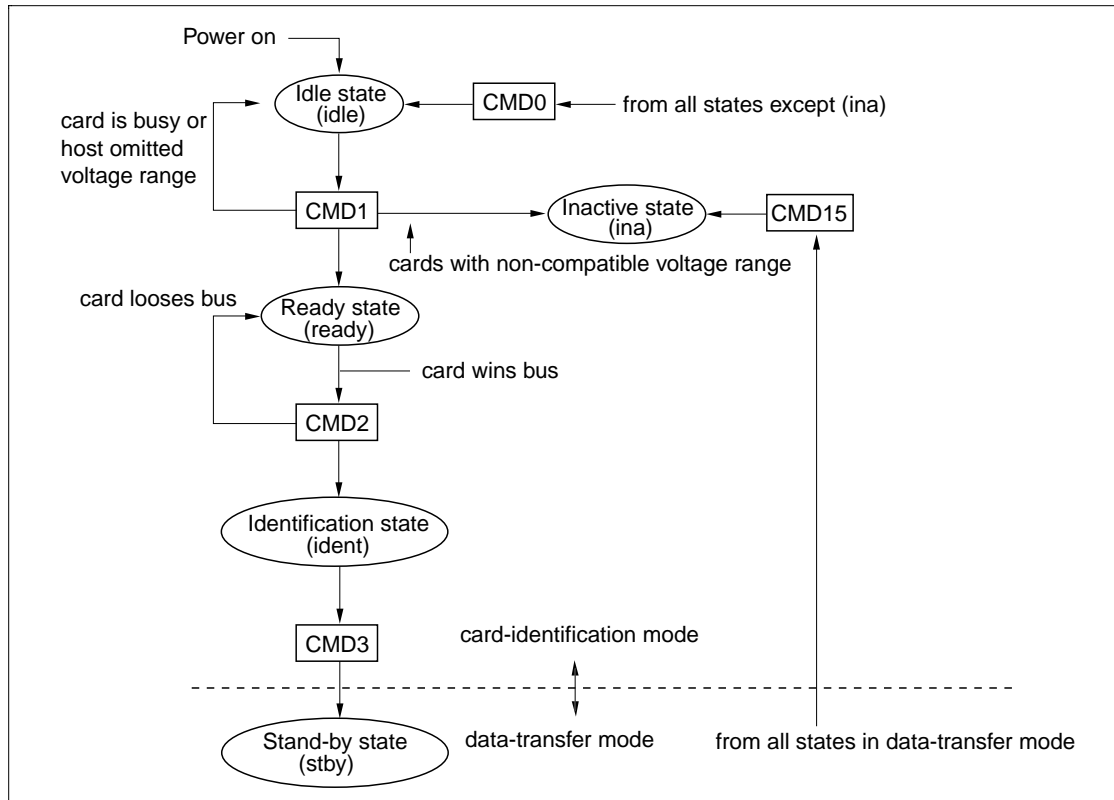 Power on
Idle state
(idle)
CMD0
from all states except (ina)
card is busy or
host omitted
voltage range
CMD1
Inactive state
(ina)
CMD15
cards with non-compatible voltage range
card looses bus
Ready state
(ready)
card wins bus
CMD2
Identification state
(ident)
CMD3
card-identification mode
Stand-by state
(stby)
data-transfer mode
from all states in data-transfer mode